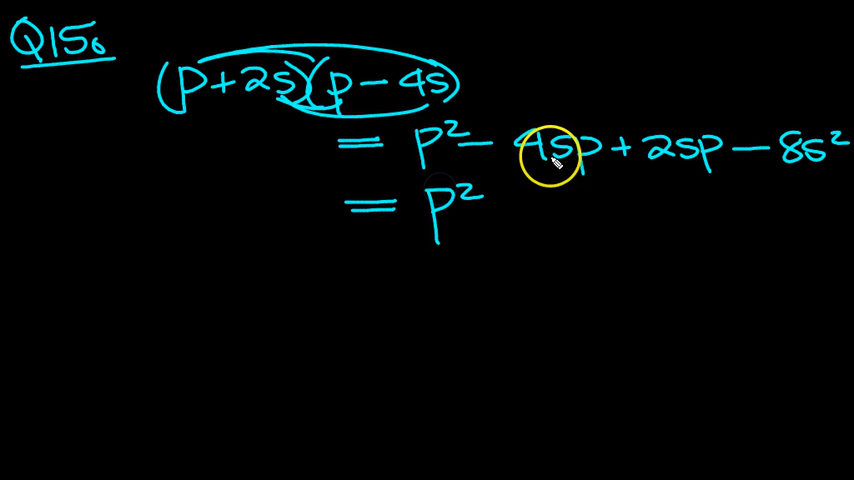 Q15.
(p+2s)(p-4s)
= p² - 4sp + 2sp - 8s²
= p²